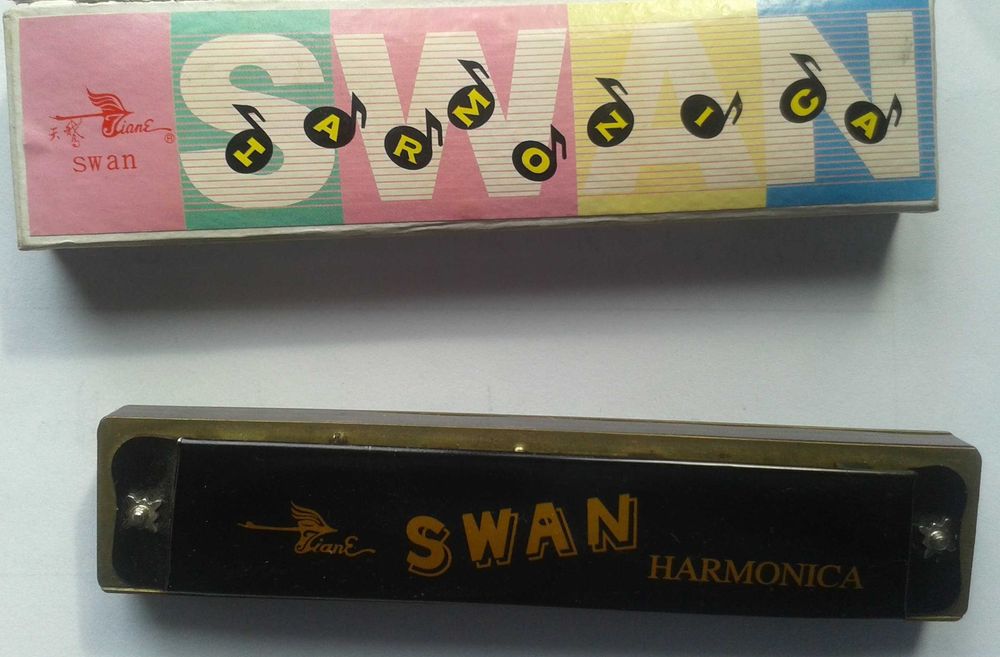 SWAN
HARMONICA
天鹅 TianE ®
swan
TianE
SWAN
HARMONICA